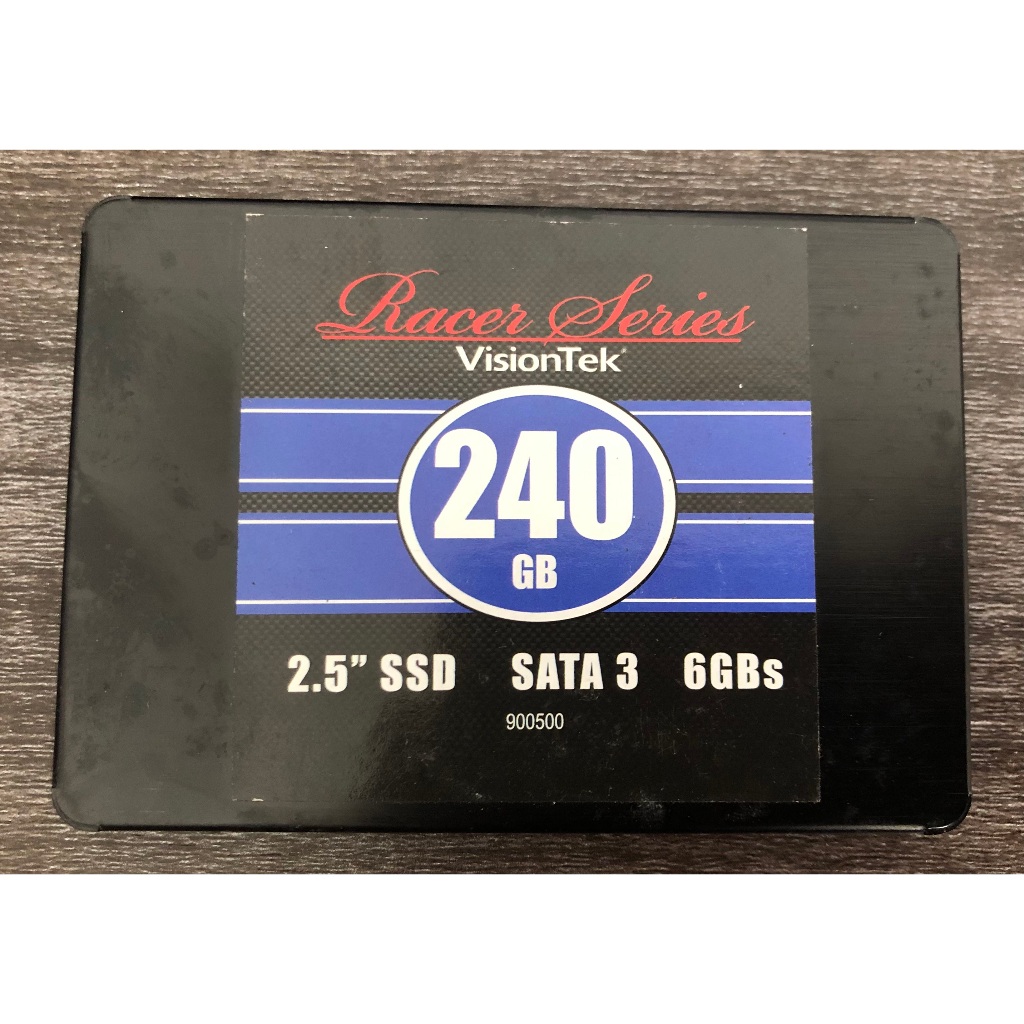 Racer Series
VisionTek®
240
GB
2.5” SSD SATA 3 6GBs
900500